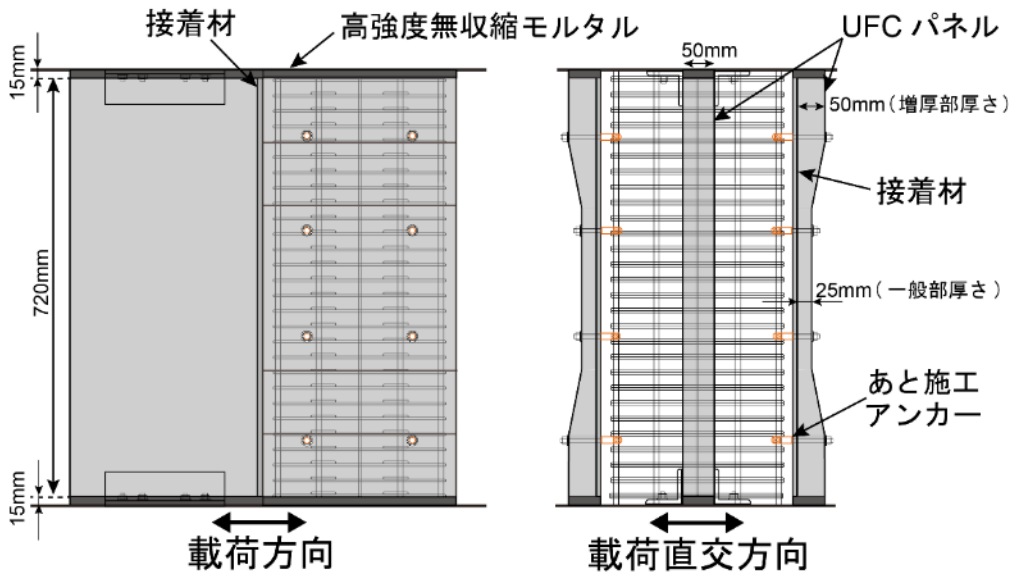 接着材
高強度無収縮モルタル
15mm
720mm
15mm
載荷方向
UFC パネル
50mm
50mm（増厚部厚さ）
接着材
25mm（一般部厚さ）
あと施工
アンカー
載荷直交方向